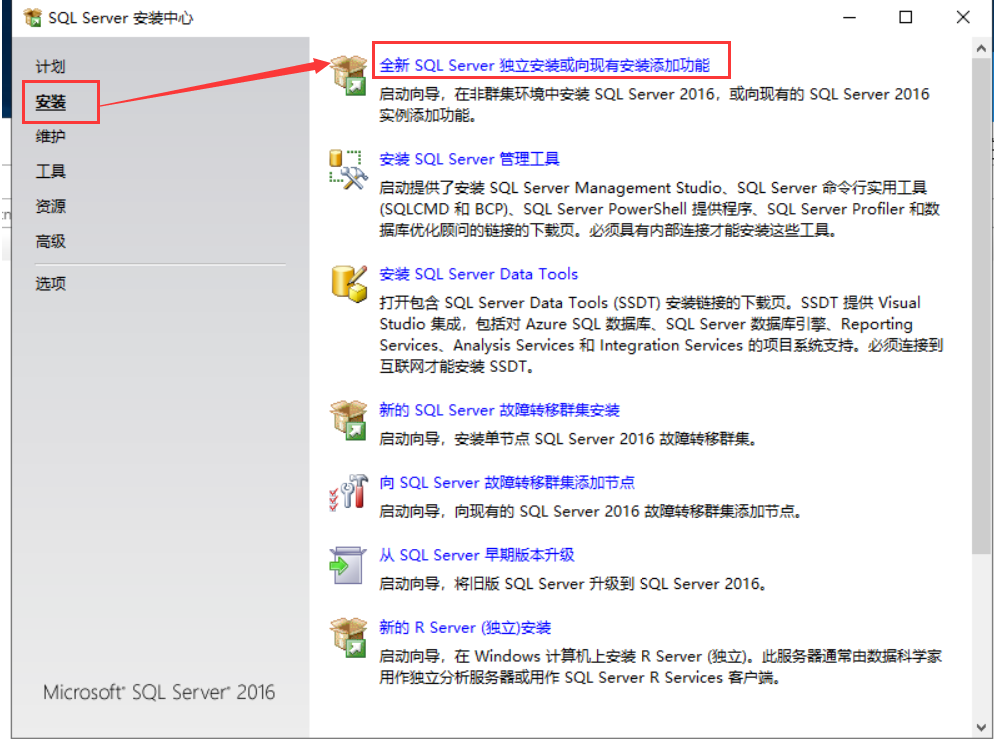 SQL Server 安装中心
计划
安装
维护
工具
资源
高级
选项
Microsoft® SQL Server® 2016
全新 SQL Server 独立安装或向现有安装添加功能
启动向导，在非群集环境中安装 SQL Server 2016，或向现有的 SQL Server 2016
实例添加功能。
安装 SQL Server 管理工具
启动提供了安装 SQL Server Management Studio、SQL Server 命令行实用工具
(SQLCMD 和 BCP)、SQL Server PowerShell 提供程序、SQL Server Profiler 和数
据库优化顾问的链接的下载页。必须具有内部连接才能安装这些工具。
安装 SQL Server Data Tools
打开包含 SQL Server Data Tools (SSDT) 安装链接的下载页。SSDT 提供 Visual
Studio 集成，包括对 Azure SQL 数据库、SQL Server 数据库引擎、Reporting
Services、Analysis Services 和 Integration Services 的项目系统支持。必须连接到
互联网才能安装 SSDT。
新的 SQL Server 故障转移群集安装
启动向导，安装单节点 SQL Server 2016 故障转移群集。
向 SQL Server 故障转移群集添加节点
启动向导，向现有的 SQL Server 2016 故障转移群集添加节点。
从 SQL Server 早期版本升级
启动向导，将旧版 SQL Server 升级到 SQL Server 2016。
新的 R Server (独立)安装
启动向导，在 Windows 计算机上安装 R Server (独立)。此服务器通常由数据科学家
用作独立分析服务器或用作 SQL Server R Services 客户端。